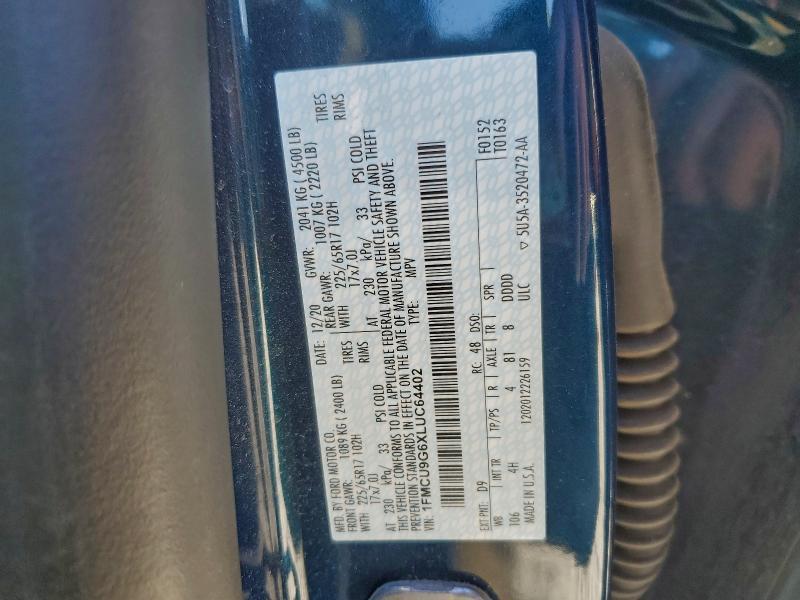 MFD. BY FORD MOTOR CO. DATE: 12/20 GVWR: 2041 KG ( 4500 LB)
FRONT GAWR: 1089 KG (2400 LB) REAR GAWR: 1007 KG ( 2220 LB)
WITH 225/65R17 102H TIRES WITH 225/65R17 102H TIRES
17x7.0J RIMS 17x7.0J RIMS
AT 230 kPa/ 33 PSI COLD AT 230 kPa/ 33 PSI COLD
THIS VEHICLE CONFORMS TO ALL APPLICABLE FEDERAL MOTOR VEHICLE SAFETY AND THEFT
PREVENTION STANDARDS IN EFFECT ON THE DATE OF MANUFACTURE SHOWN ABOVE.
VIN: 1FMCU9G6XLUC64402 TYPE: MPV
F0152
EXT PNT: D9 RC: 48 DSO: T0163
WB INT TR TP/PS R AXLE TR SPR
106 4H 4 81 8 DDDD
MADE IN U.S.A. 1202012226159 ULC ▽ 5U5A-3520472-AA